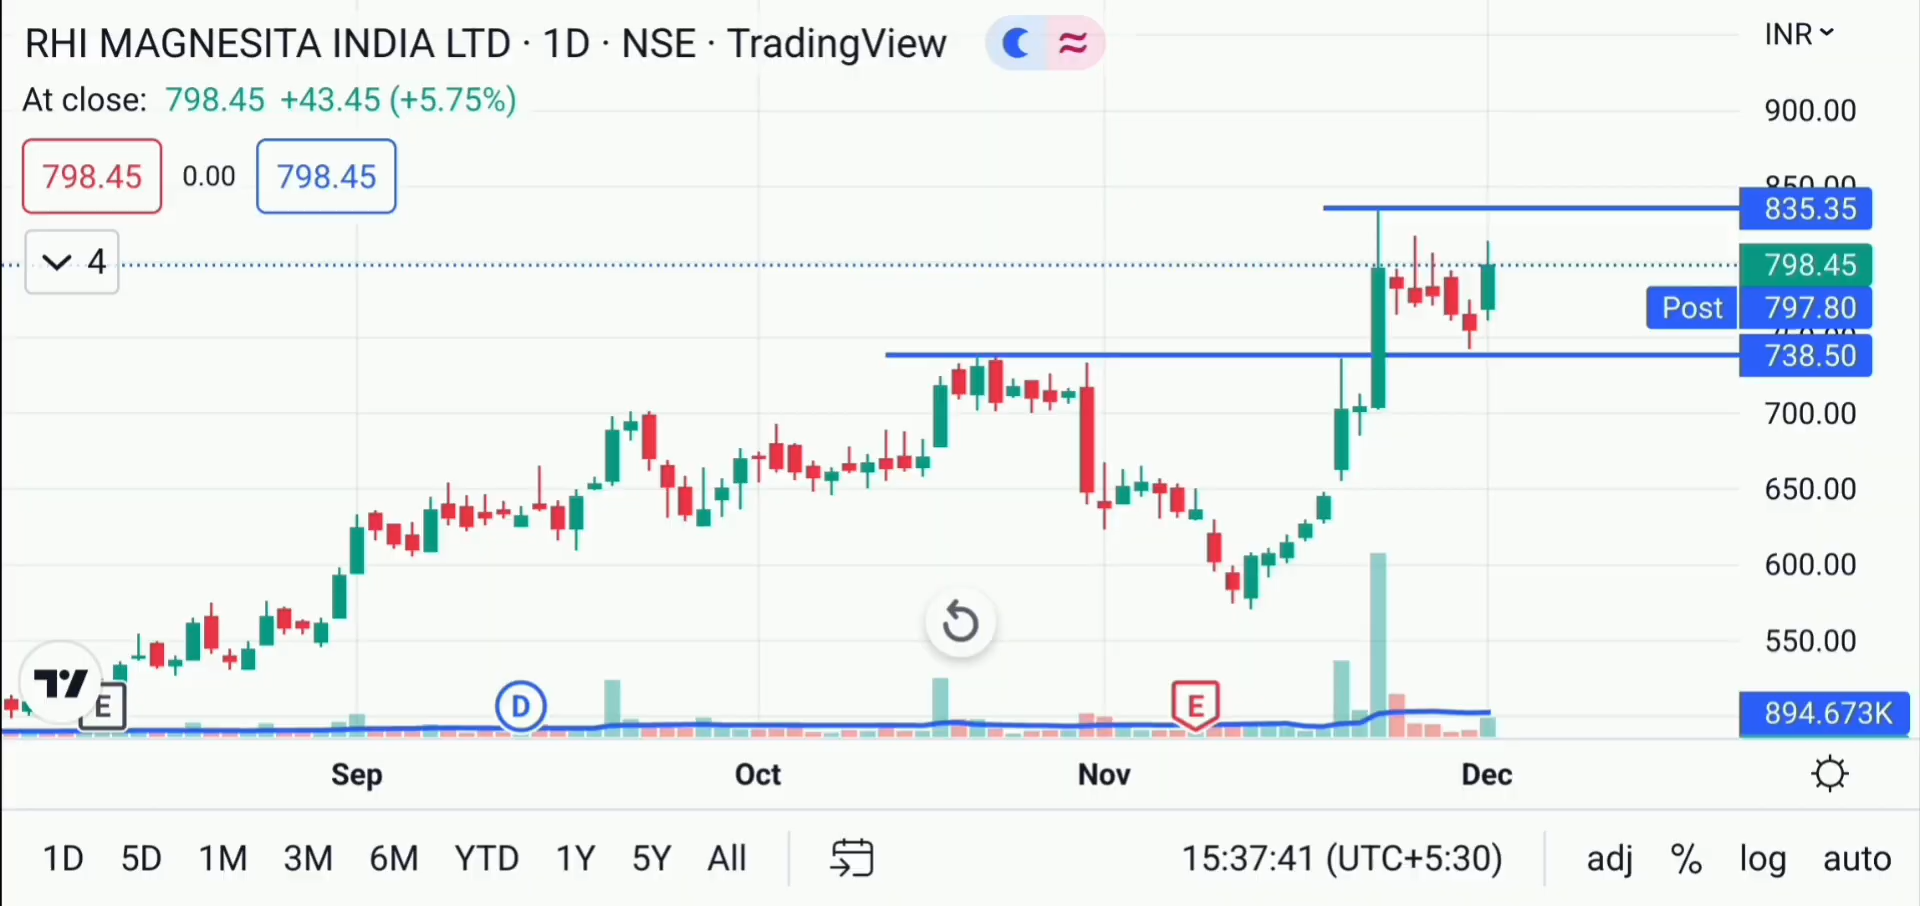 RHI MAGNESITA INDIA LTD · 1D · NSE · TradingView
INR
At close: 798.45 +43.45 (+5.75%)
900.00
798.45 0.00 798.45
850.00
835.35
4
798.45
Post 797.80
738.50
700.00
650.00
600.00
550.00
E
D
E
894.673K
Sep Oct Nov Dec
1D 5D 1M 3M 6M YTD 1Y 5Y All 15:37:41 (UTC+5:30) adj % log auto